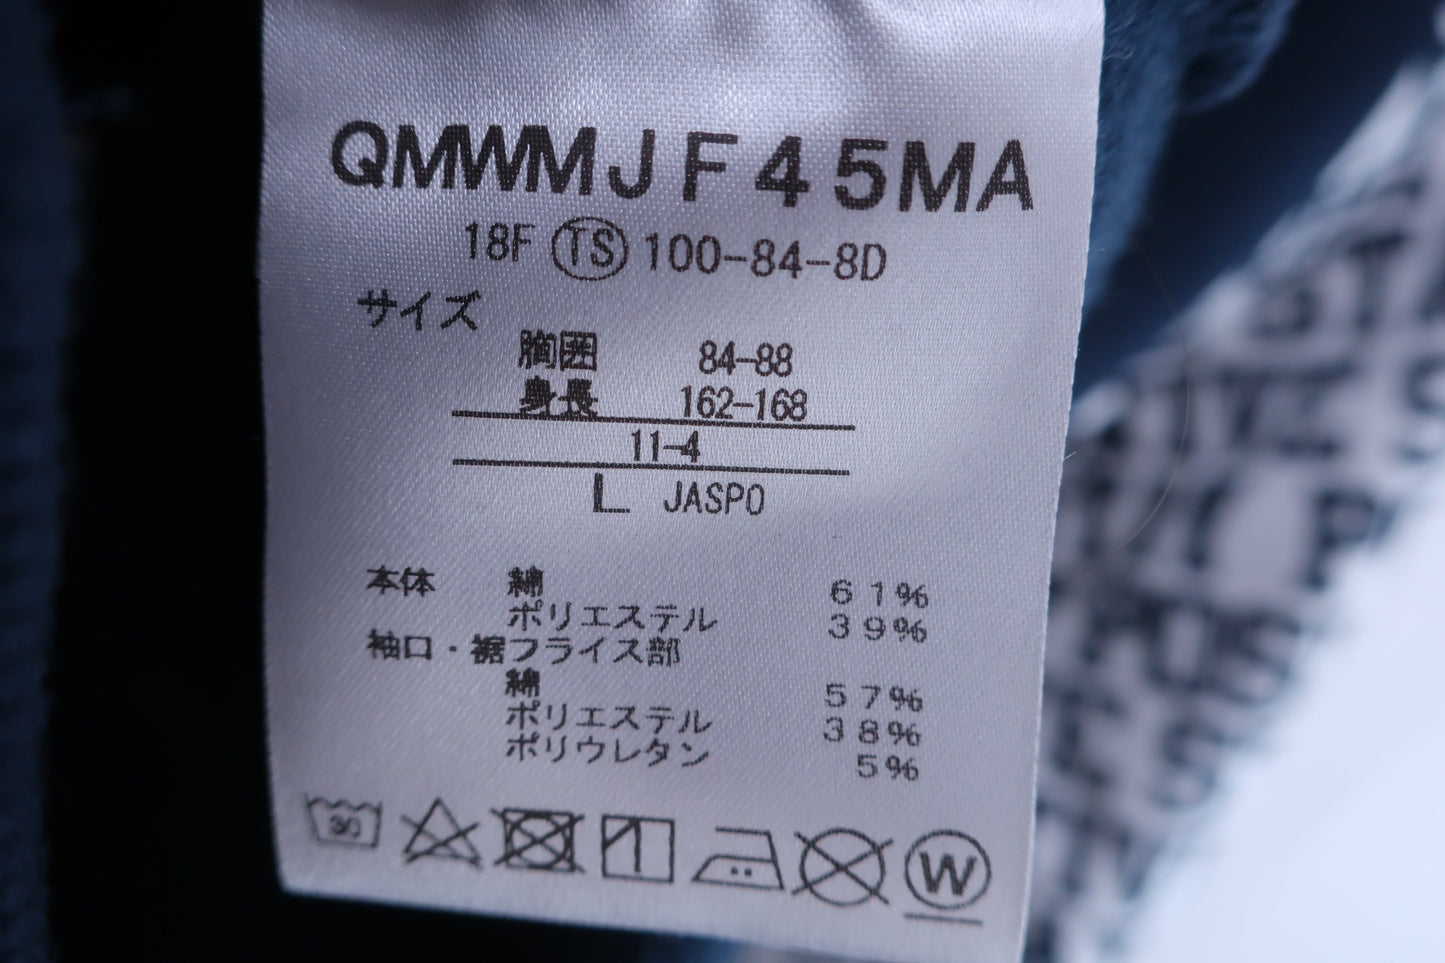 QMWMJF45MA
18F TS 100-84-8D
サイズ
胸囲 84-88
身長 162-168
11-4
L JASPO
本体 綿 61%
ポリエステル 39%
袖口・裾フライス部
綿 57%
ポリエステル 38%
ポリウレタン 5%
30
W